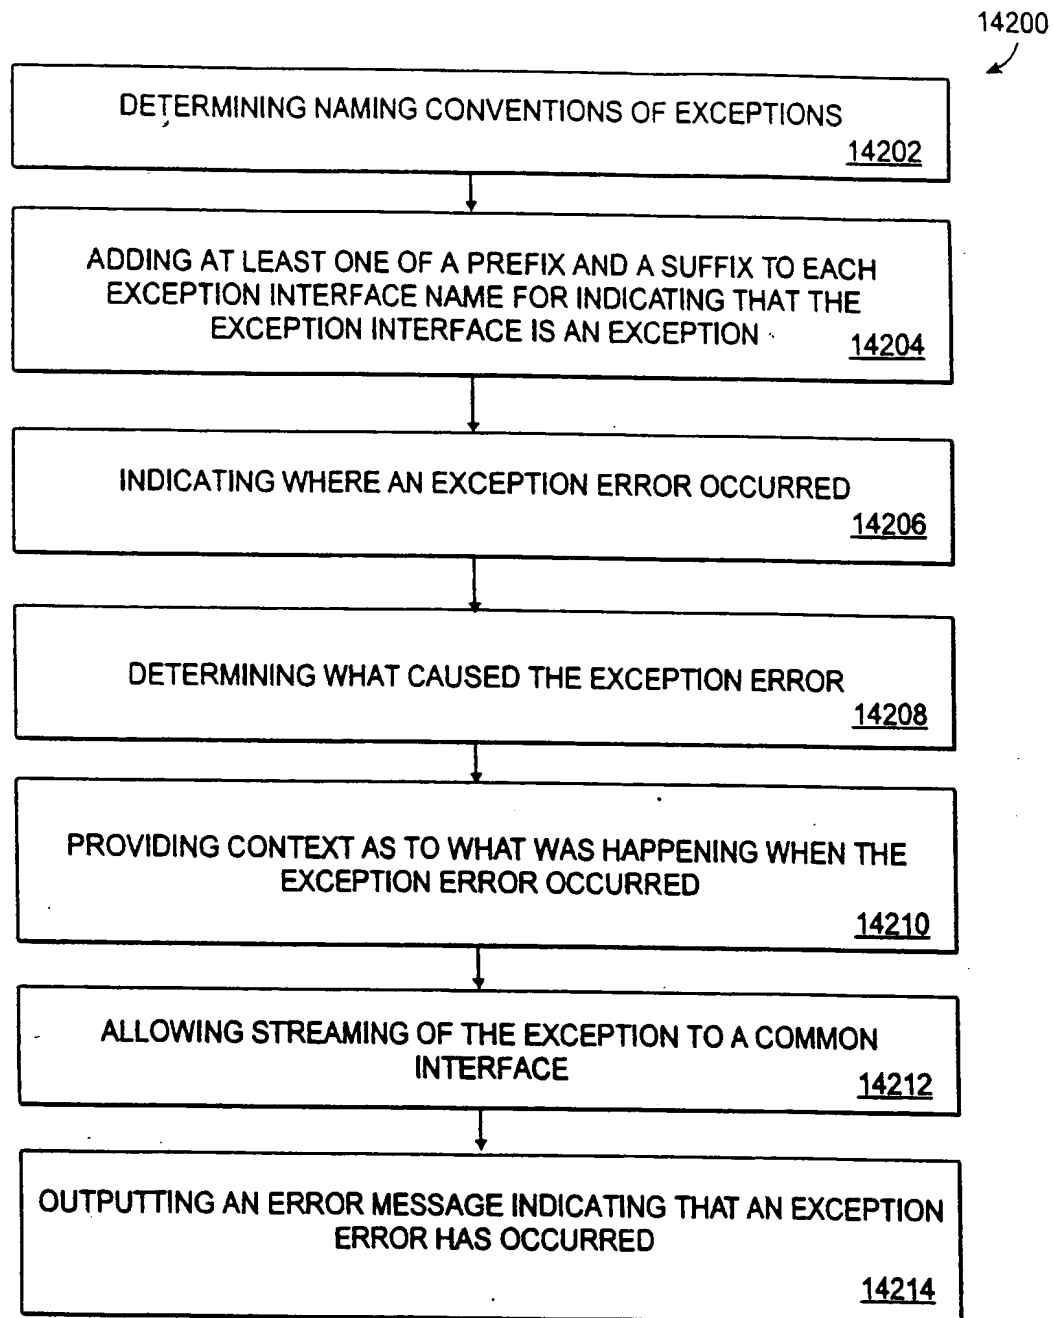 14200
DETERMINING NAMING CONVENTIONS OF EXCEPTIONS
14202
ADDING AT LEAST ONE OF A PREFIX AND A SUFFIX TO EACH
EXCEPTION INTERFACE NAME FOR INDICATING THAT THE
EXCEPTION INTERFACE IS AN EXCEPTION
14204
INDICATING WHERE AN EXCEPTION ERROR OCCURRED
14206
DETERMINING WHAT CAUSED THE EXCEPTION ERROR
14208
PROVIDING CONTEXT AS TO WHAT WAS HAPPENING WHEN THE
EXCEPTION ERROR OCCURRED
14210
ALLOWING STREAMING OF THE EXCEPTION TO A COMMON
INTERFACE
14212
OUTPUTTING AN ERROR MESSAGE INDICATING THAT AN EXCEPTION
ERROR HAS OCCURRED
14214